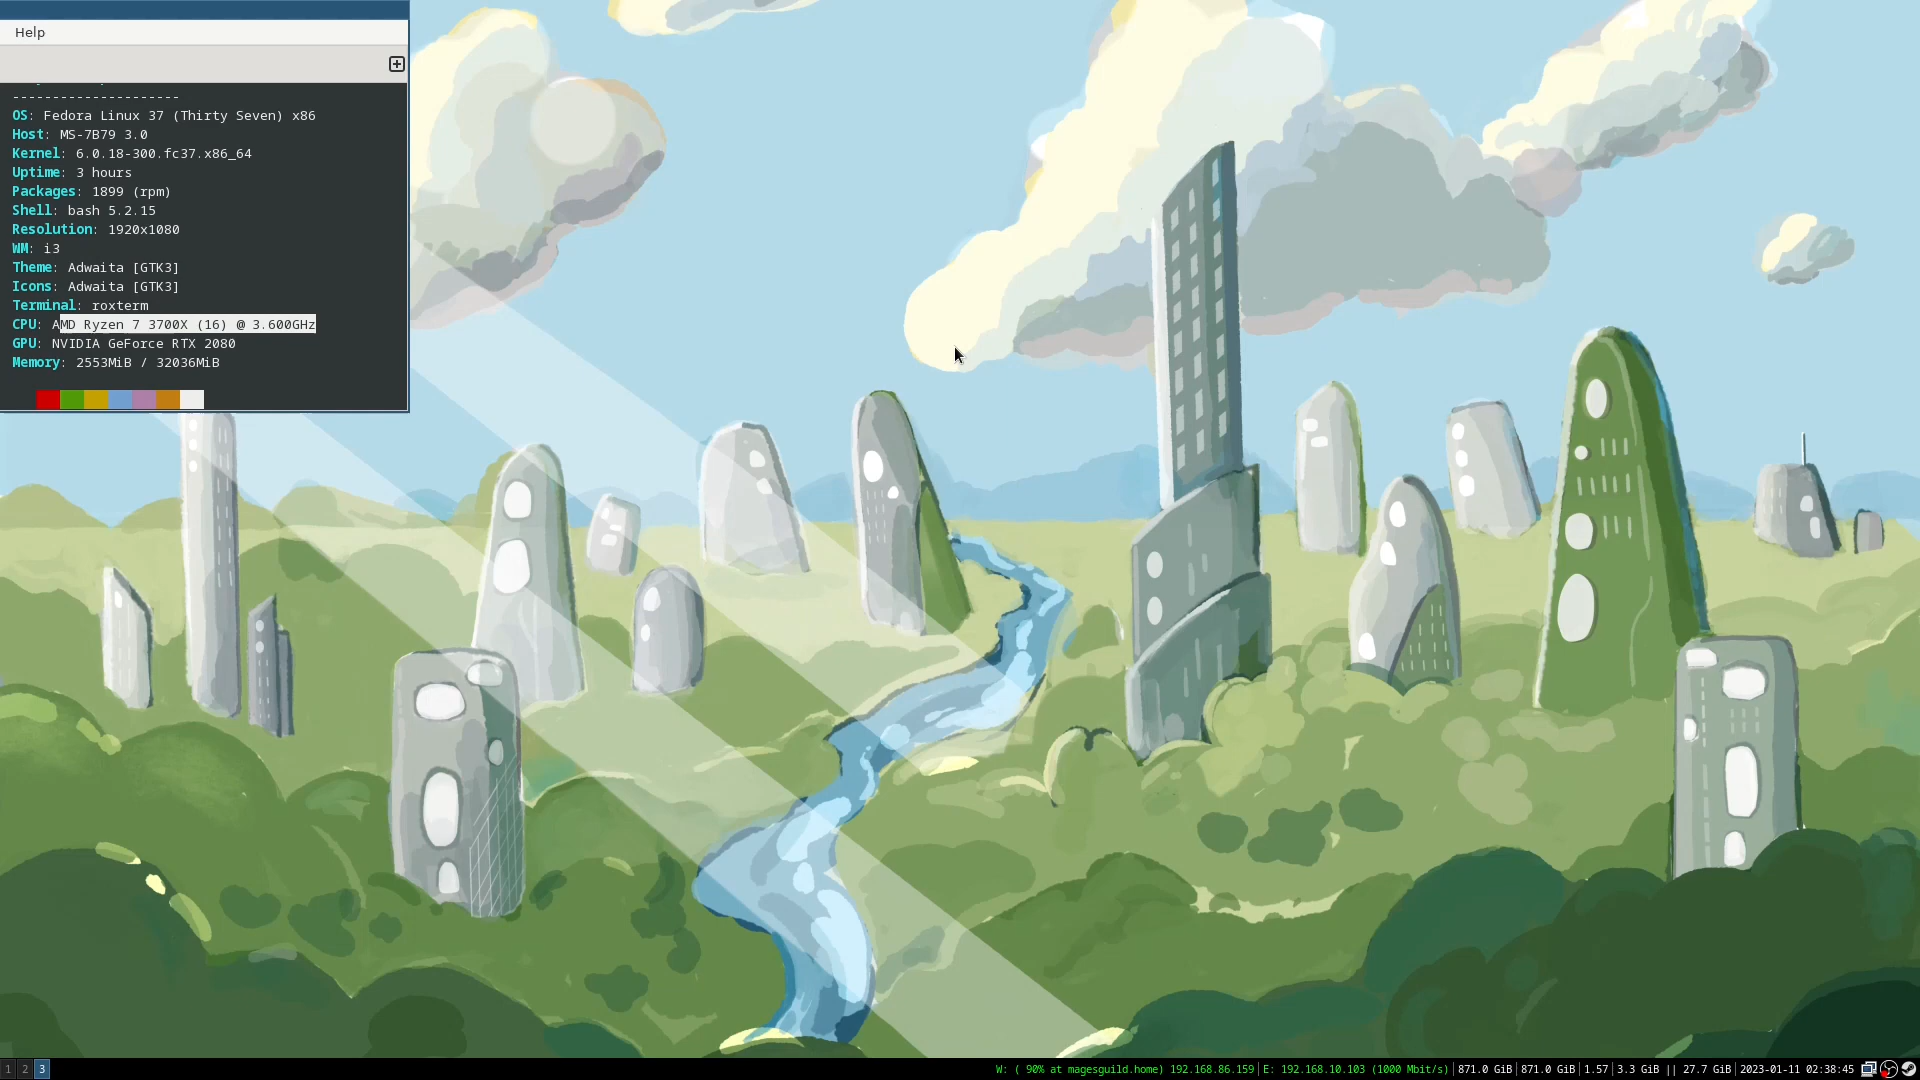 Help
---------------------
OS: Fedora Linux 37 (Thirty Seven) x86
Host: MS-7B79 3.0
Kernel: 6.0.18-300.fc37.x86_64
Uptime: 3 hours
Packages: 1899 (rpm)
Shell: bash 5.2.15
Resolution: 1920x1080
WM: i3
Theme: Adwaita [GTK3]
Icons: Adwaita [GTK3]
Terminal: roxterm
CPU: AMD Ryzen 7 3700X (16) @ 3.600GHz
GPU: NVIDIA GeForce RTX 2080
Memory: 2553MiB / 32036MiB
1 2 3 W: ( 90% at magesguild.home) 192.168.86.159 | E: 192.168.10.103 (1000 Mbit/s) | 871.0 GiB | 871.0 GiB | 1.57 | 3.3 GiB || 27.7 GiB | 2023-01-11 02:38:45